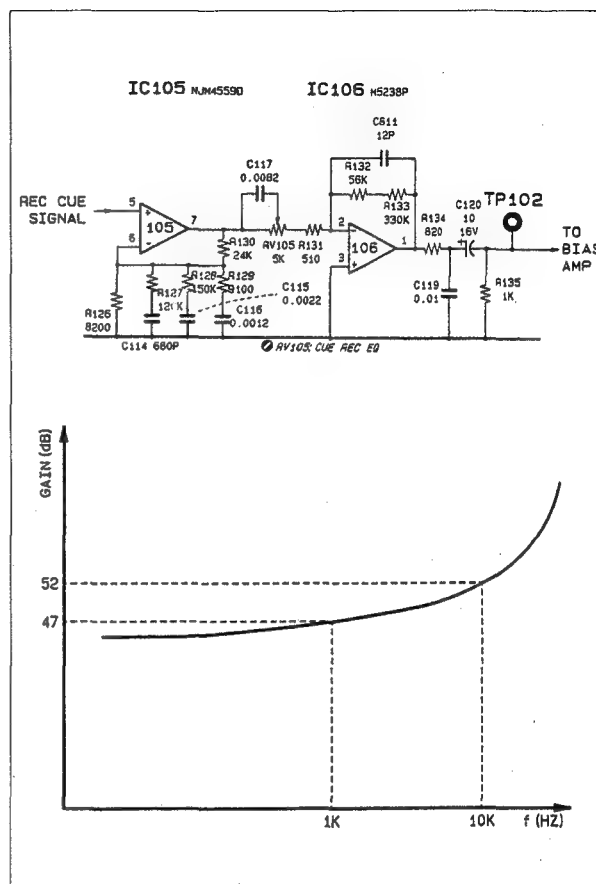 IC105 NJM4559D
IC106 M5238P
C811
12P
C117
0.0082
R132
56K
R133
330K
C120
10
16V
TP102
REC CUE
SIGNAL
5
6
7
105
R130
24K
AV105
5K
R131
510
2
3
106
1
R134
820
TO
BIAS
AMP
R126
8200
R127
R128
150K
R129
9100
C115
0.0022
C116
0.0012
C119
0.01
R135
1K
C114 680P
RV105: CUE REC EQ
GAIN (dB)
52
47
1K
10K
f (HZ)